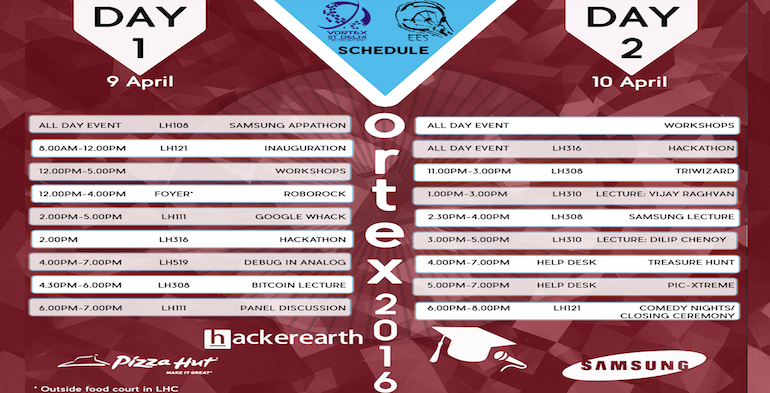 DAY
1
9 April
VORTEX
IIT DELHI
EES
SCHEDULE
DAY
2
10 April
ALL DAY EVENT LH108 SAMSUNG APPATHON
8.00AM-12.00PM LH121 INAUGURATION
12.00PM-5.00PM WORKSHOPS
12.00PM-4.00PM FOYER* ROBOROCK
2.00PM-5.00PM LH111 GOOGLE WHACK
2.00PM LH316 HACKATHON
4.00PM-7.00PM LH519 DEBUG IN ANALOG
4.30PM-6.00PM LH308 BITCOIN LECTURE
6.00PM-7.00PM LH111 PANEL DISCUSSION
ortex 2016
ALL DAY EVENT WORKSHOPS
ALL DAY EVENT LH316 HACKATHON
11.00PM-3.00PM LH308 TRIWIZARD
1.00PM-3.00PM LH310 LECTURE: VIJAY RAGHVAN
2.30PM-4.00PM LH308 SAMSUNG LECTURE
3.00PM-5.00PM LH310 LECTURE: DILIP CHENOY
4.00PM-7.00PM HELP DESK TREASURE HUNT
5.00PM-7.00PM HELP DESK PIC-XTREME
6.00PM-8.00PM LH121 COMEDY NIGHTS/
CLOSING CEREMONY
hackerearth
Pizza Hut
MAKE IT GREAT
SAMSUNG
* Outside food court in LHC